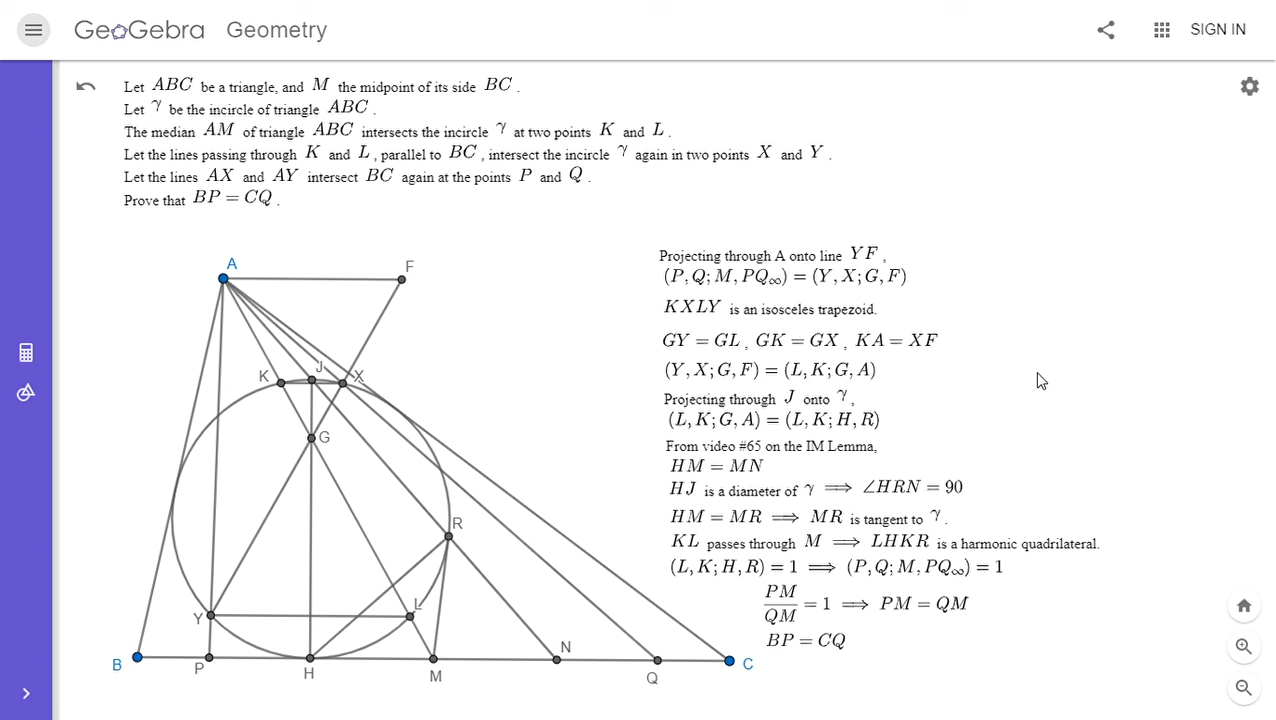 GeoGebra Geometry SIGN IN
Let ABC be a triangle, and M the midpoint of its side BC .
Let γ be the incircle of triangle ABC .
The median AM of triangle ABC intersects the incircle γ at two points K and L .
Let the lines passing through K and L , parallel to BC , intersect the incircle γ again in two points X and Y .
Let the lines AX and AY intersect BC again at the points P and Q .
Prove that BP = CQ .
A
F
K
J
X
G
R
Y
L
B
P
H
M
N
Q
C
Projecting through A onto line YF ,
(P, Q; M, PQ∞) = (Y, X; G, F)
KXLY is an isosceles trapezoid.
GY = GL , GK = GX , KA = XF
(Y, X; G, F) = (L, K; G, A)
Projecting through J onto γ ,
(L, K; G, A) = (L, K; H, R)
From video #65 on the IM Lemma,
HM = MN
HJ is a diameter of γ ⟹ ∠HRN = 90
HM = MR ⟹ MR is tangent to γ .
KL passes through M ⟹ LHKR is a harmonic quadrilateral.
(L, K; H, R) = 1 ⟹ (P, Q; M, PQ∞) = 1
PM/QM = 1 ⟹ PM = QM
BP = CQ